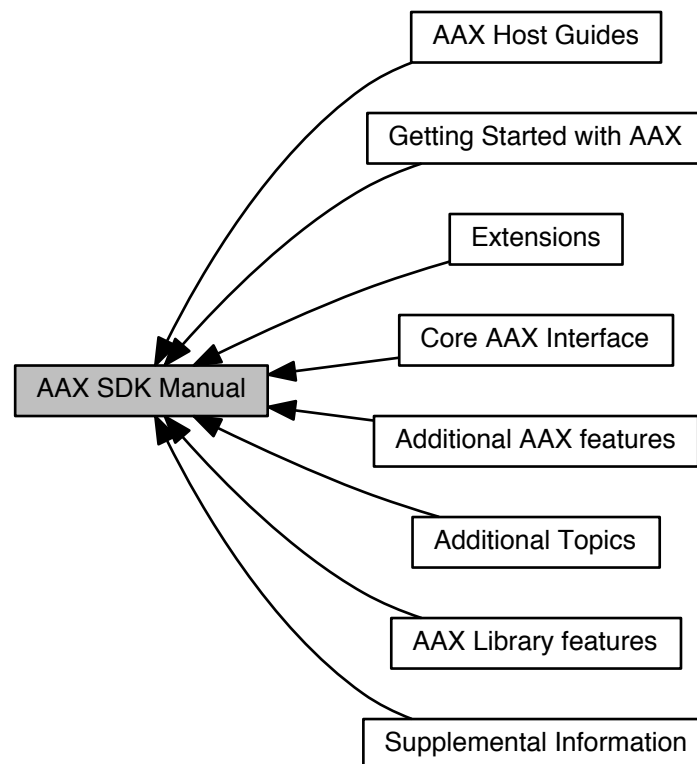 AAX Host Guides
Getting Started with AAX
Extensions
Core AAX Interface
AAX SDK Manual
Additional AAX features
Additional Topics
AAX Library features
Supplemental Information